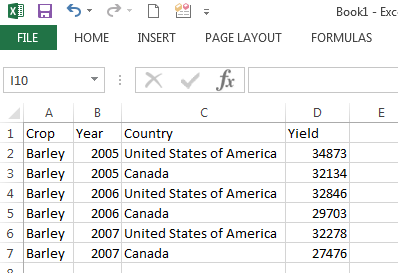 Book1 - Exc
FILE HOME INSERT PAGE LAYOUT FORMULAS
I10 fx
A B C D E
1 Crop Year Country Yield
2 Barley 2005 United States of America 34873
3 Barley 2005 Canada 32134
4 Barley 2006 United States of America 32846
5 Barley 2006 Canada 29703
6 Barley 2007 United States of America 32278
7 Barley 2007 Canada 27476